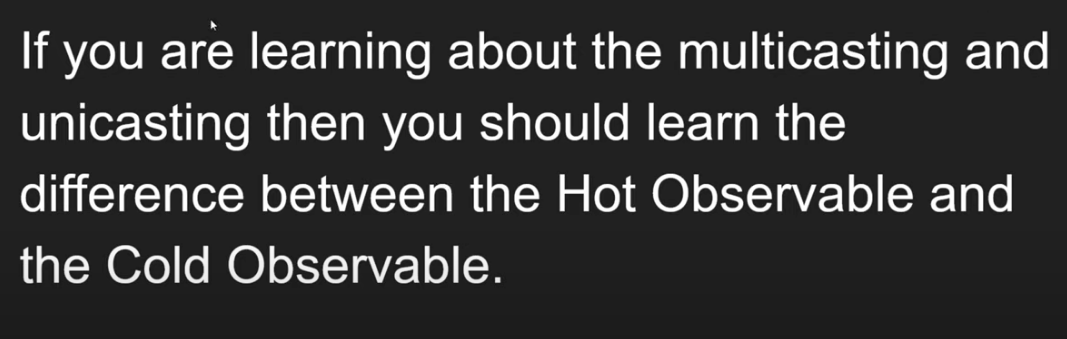 If you are learning about the multicasting and
unicasting then you should learn the
difference between the Hot Observable and
the Cold Observable.